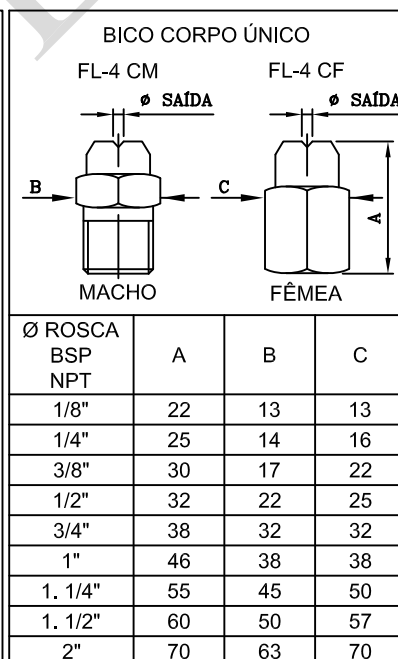 BICO CORPO ÚNICO
FL-4 CM FL-4 CF
ø SAÍDA ø SAÍDA
B C A
MACHO FÊMEA
Ø ROSCA BSP NPT A B C
1/8" 22 13 13
1/4" 25 14 16
3/8" 30 17 22
1/2" 32 22 25
3/4" 38 32 32
1" 46 38 38
1. 1/4" 55 45 50
1. 1/2" 60 50 57
2" 70 63 70